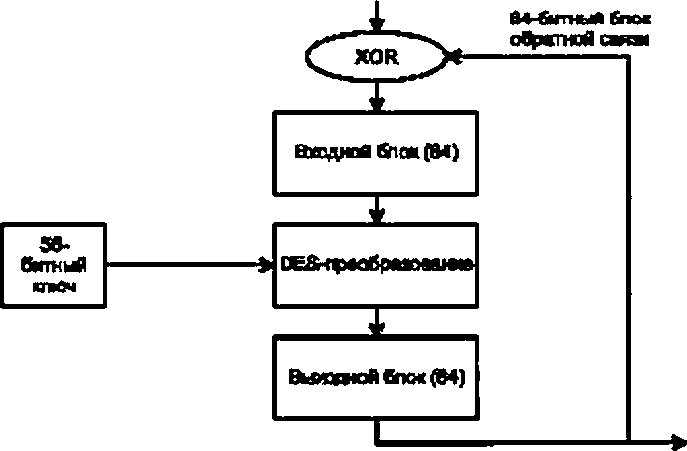 64-битный блок
обратной связи
XOR
Входной блок (64)
56-
битный
ключ
DES-преобразование
Выходной блок (64)